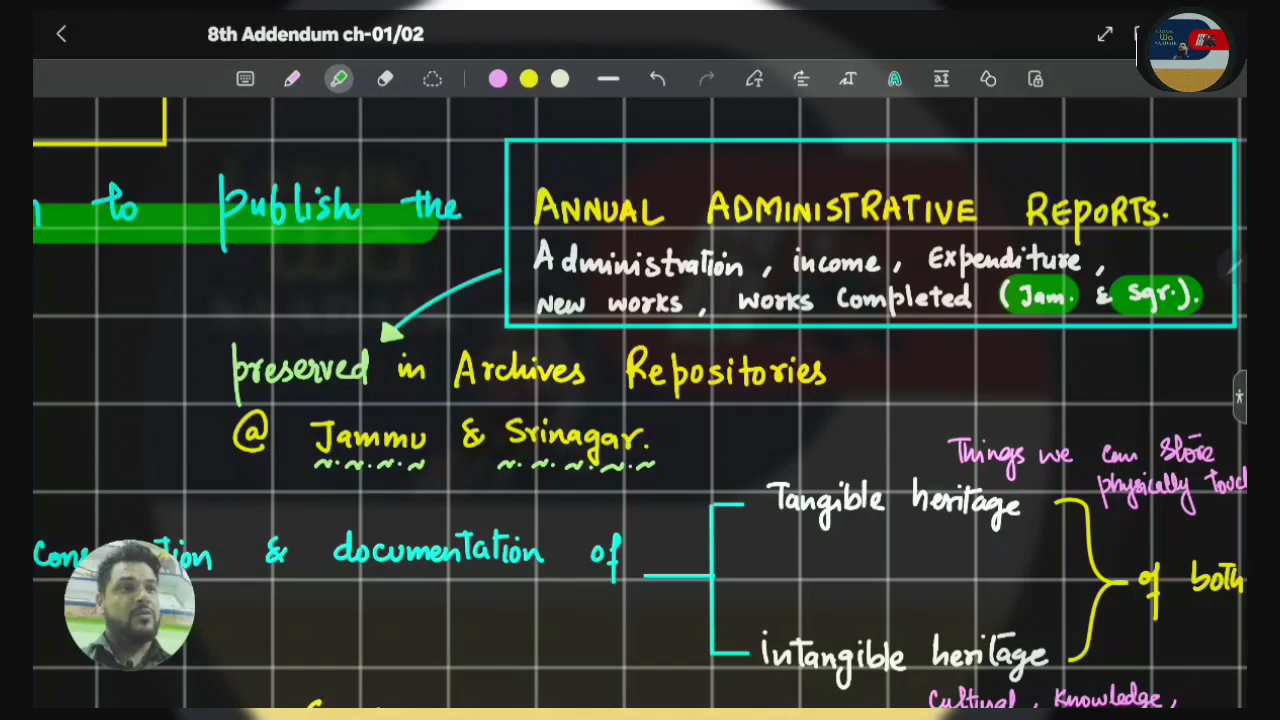 8th Addendum ch-01/02
to publish the
ANNUAL ADMINISTRATIVE REPORTS.
Administration, income, Expenditure,
New works, works completed (Jam. & Sgr.).
preserved in Archives Repositories
@ Jammu & Srinagar.
Things we can store
physically touc
Tangible heritage
& documentation of
of both
Intangible heritage
Cultural, Knowledge,